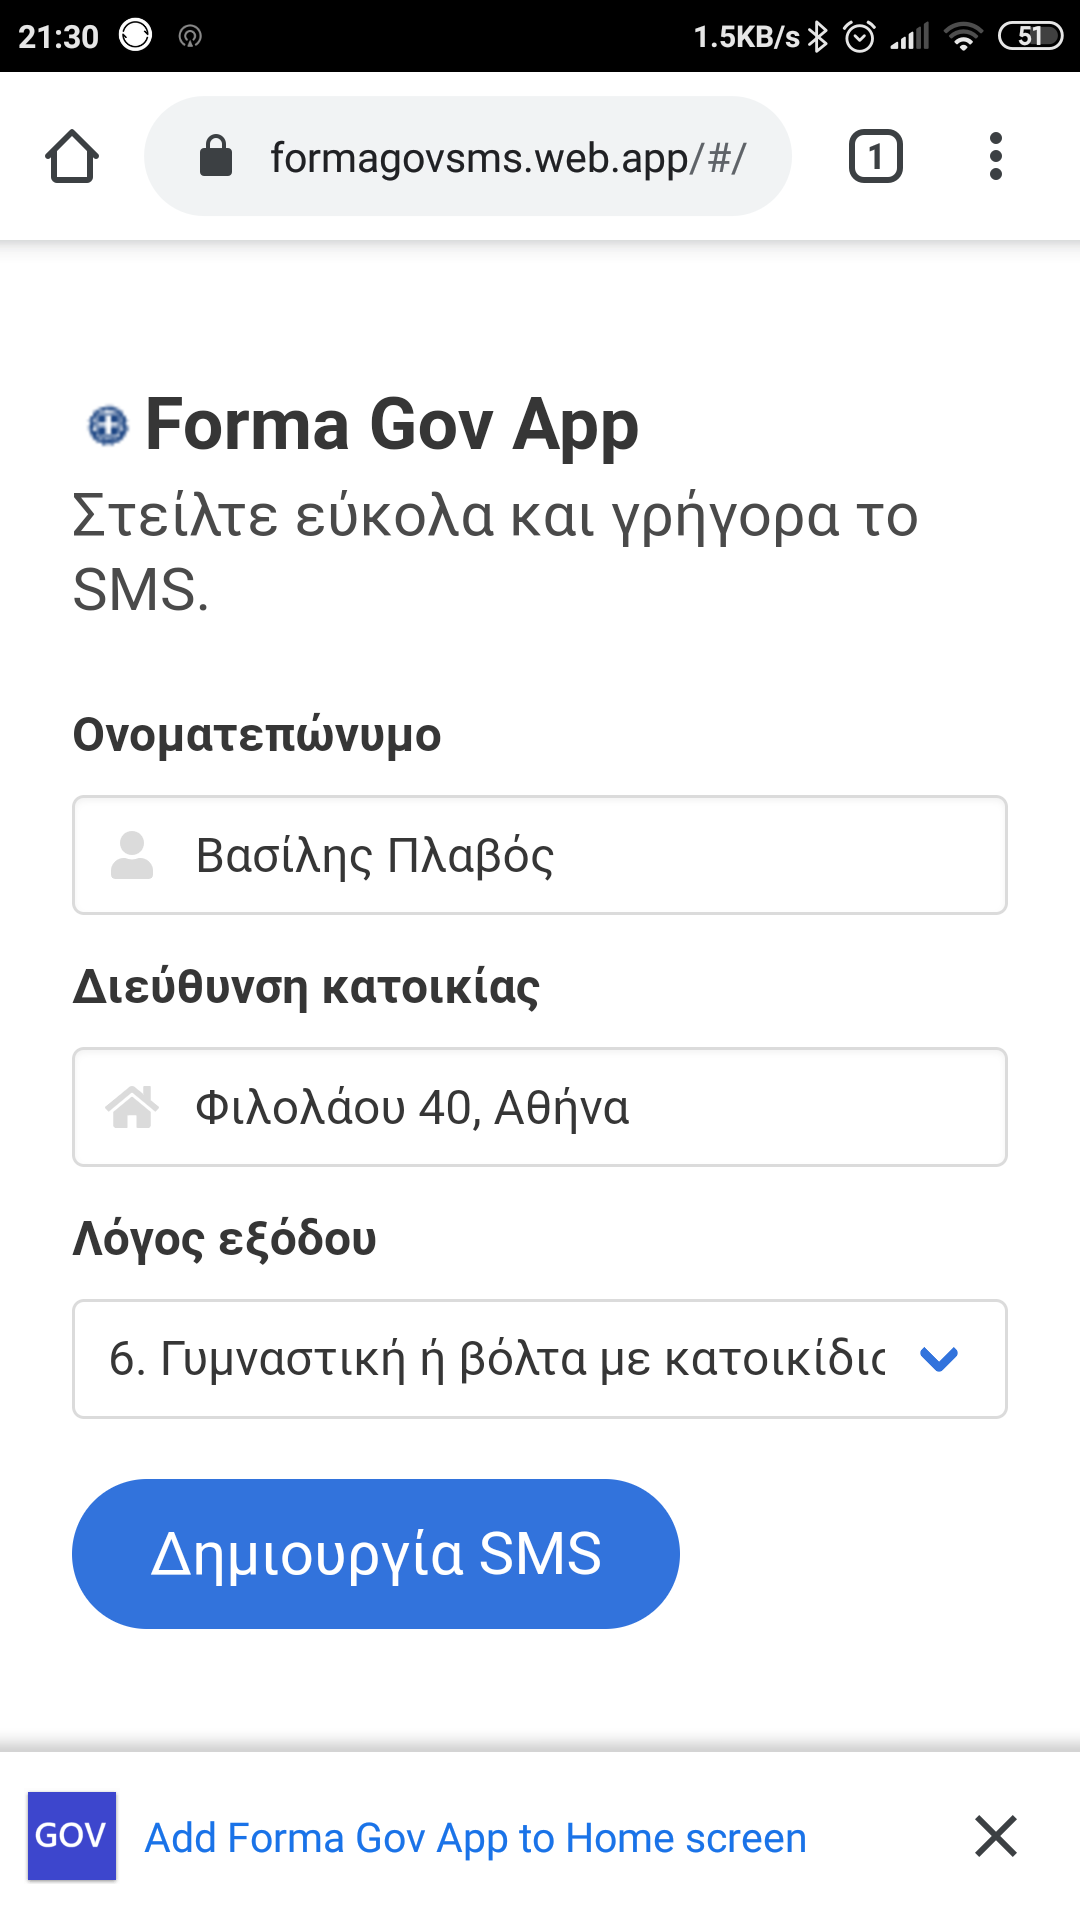 21:30 1.5KB/s 51
formagovsms.web.app/#/ 1
Forma Gov App
Στείλτε εύκολα και γρήγορα το
SMS.
Ονοματεπώνυμο
Βασίλης Πλαβός
Διεύθυνση κατοικίας
Φιλολάου 40, Αθήνα
Λόγος εξόδου
6. Γυμναστική ή βόλτα με κατοικίδιο
Δημιουργία SMS
GOV Add Forma Gov App to Home screen